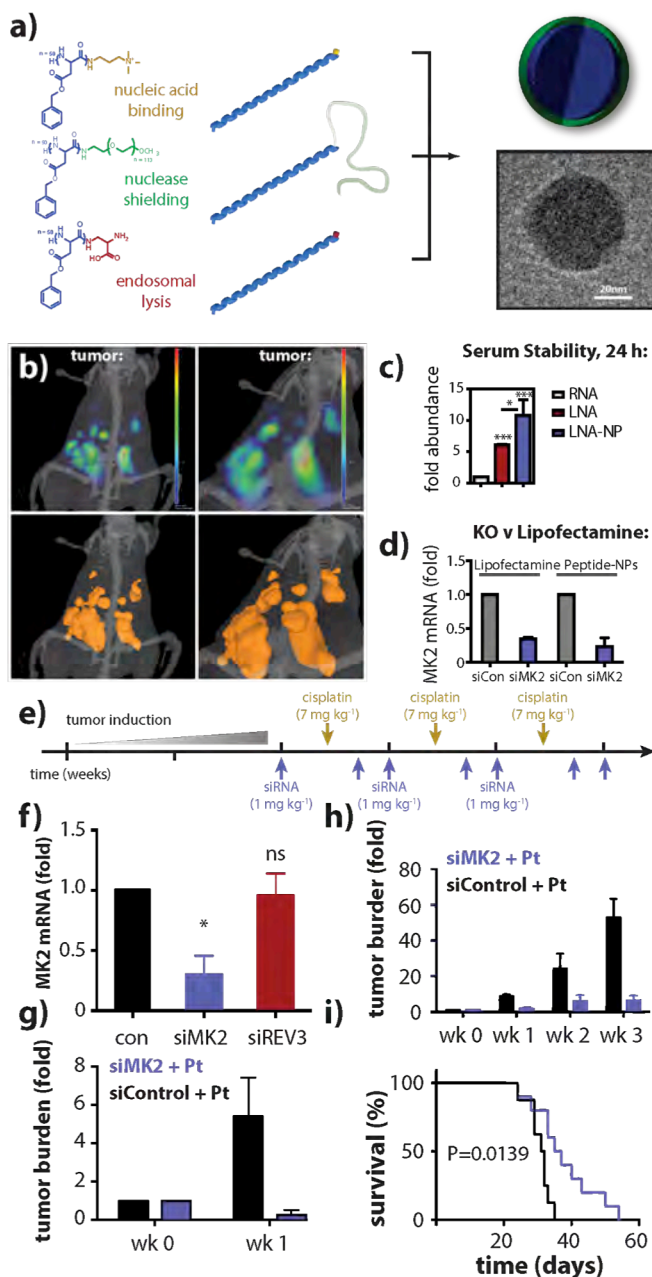 a)
nucleic acid
binding
nuclease
shielding
endosomal
lysis
20nm
b)
tumor:
tumor:
c)
Serum Stability, 24 h:
fold abundance
15
10
5
0
***
*
***
RNA
LNA
LNA-NP
d)
KO v Lipofectamine:
Lipofectamine Peptide-NPs
MK2 mRNA (fold)
1.0
0.5
0
siCon siMK2 siCon siMK2
e)
tumor induction
cisplatin
(7 mg kg⁻¹)
cisplatin
(7 mg kg⁻¹)
cisplatin
(7 mg kg⁻¹)
time (weeks)
siRNA
(1 mg kg⁻¹)
siRNA
(1 mg kg⁻¹)
siRNA
(1 mg kg⁻¹)
f)
MK2 mRNA (fold)
1.5
1.0
0.5
0
*
ns
con siMK2 siREV3
g)
siMK2 + Pt
siControl + Pt
tumor burden (fold)
8
6
4
2
0
wk 0 wk 1
h)
siMK2 + Pt
siControl + Pt
tumor burder (fold)
80
60
40
20
0
wk 0 wk 1 wk 2 wk 3
i)
survival (%)
100
50
0
P=0.0139
20 40 60
time (days)